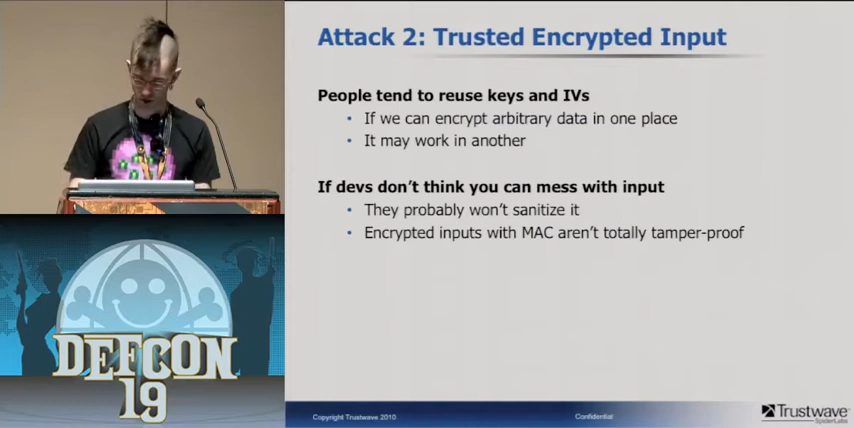 Attack 2: Trusted Encrypted Input
People tend to reuse keys and IVs
• If we can encrypt arbitrary data in one place
• It may work in another
If devs don't think you can mess with input
• They probably won't sanitize it
• Encrypted inputs with MAC aren't totally tamper-proof
DEFCON
19
Copyright Trustwave 2010
Confidential
Trustwave®
SpiderLabs